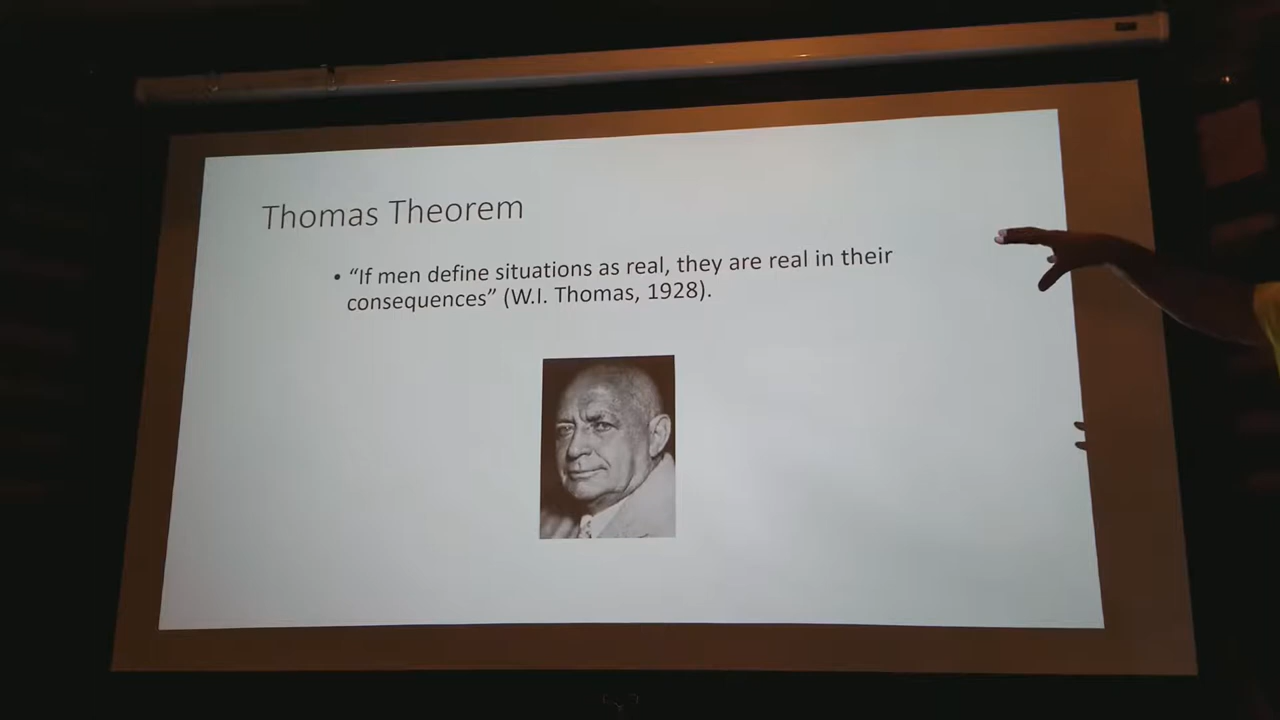 Thomas Theorem
• “If men define situations as real, they are real in their
consequences” (W.I. Thomas, 1928).